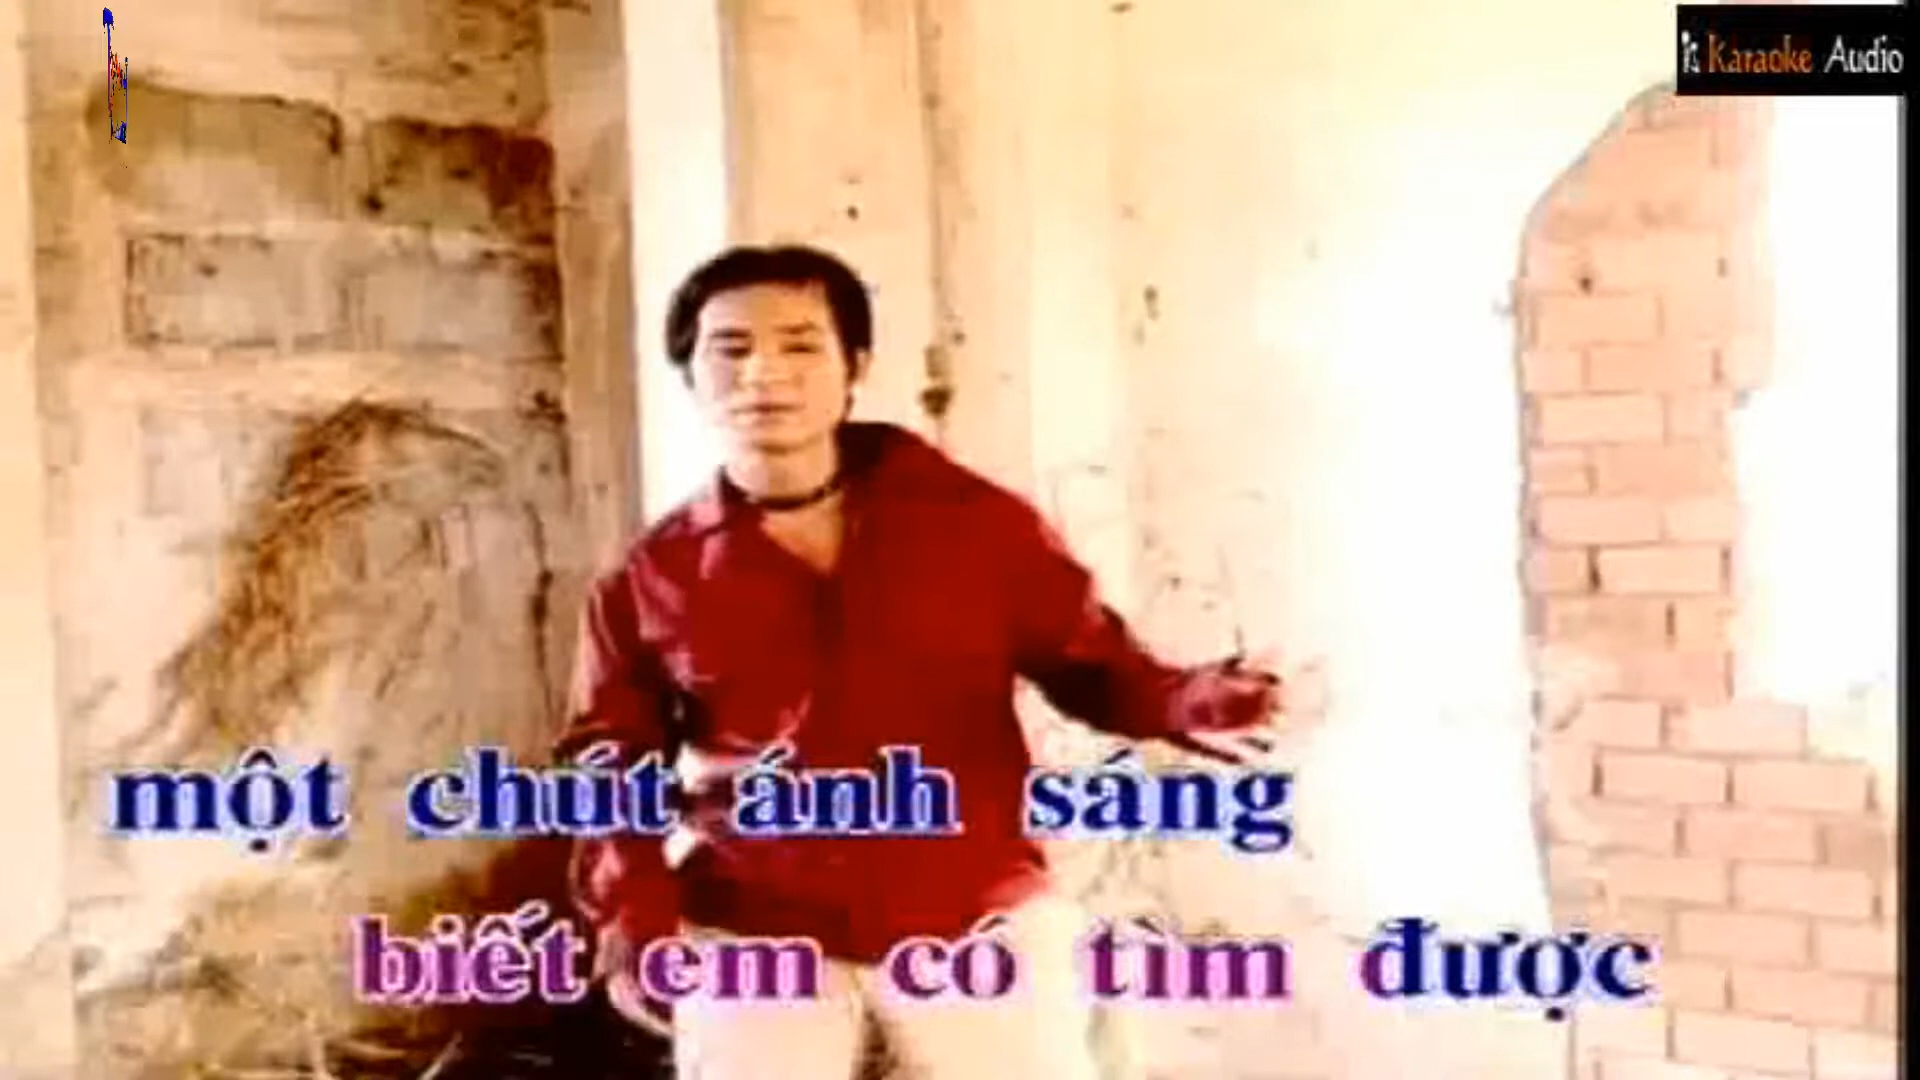 Karaoke Audio
một chút ánh sáng
biết em có tìm được